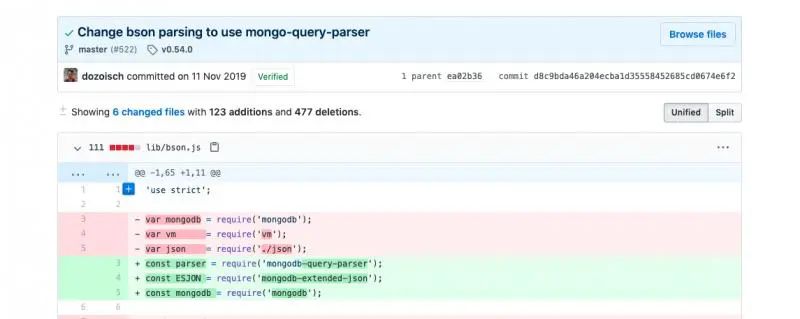 Change bson parsing to use mongo-query-parser
Browse files
master (#522) v0.54.0
dozoisch committed on 11 Nov 2019 Verified 1 parent ea02b36 commit d8c9bda46a204ecba1d35558452685cd0674e6f2
Showing 6 changed files with 123 additions and 477 deletions. Unified Split
111 lib/bson.js ...
... ... @@ -1,65 +1,11 @@
1 1 + 'use strict';
2 2
3 - var mongodb = require('mongodb');
4 - var vm = require('vm');
5 - var json = require('./json');
3 + const parser = require('mongodb-query-parser');
4 + const ESJON = require('mongodb-extended-json');
5 + const mongodb = require('mongodb');
6 6